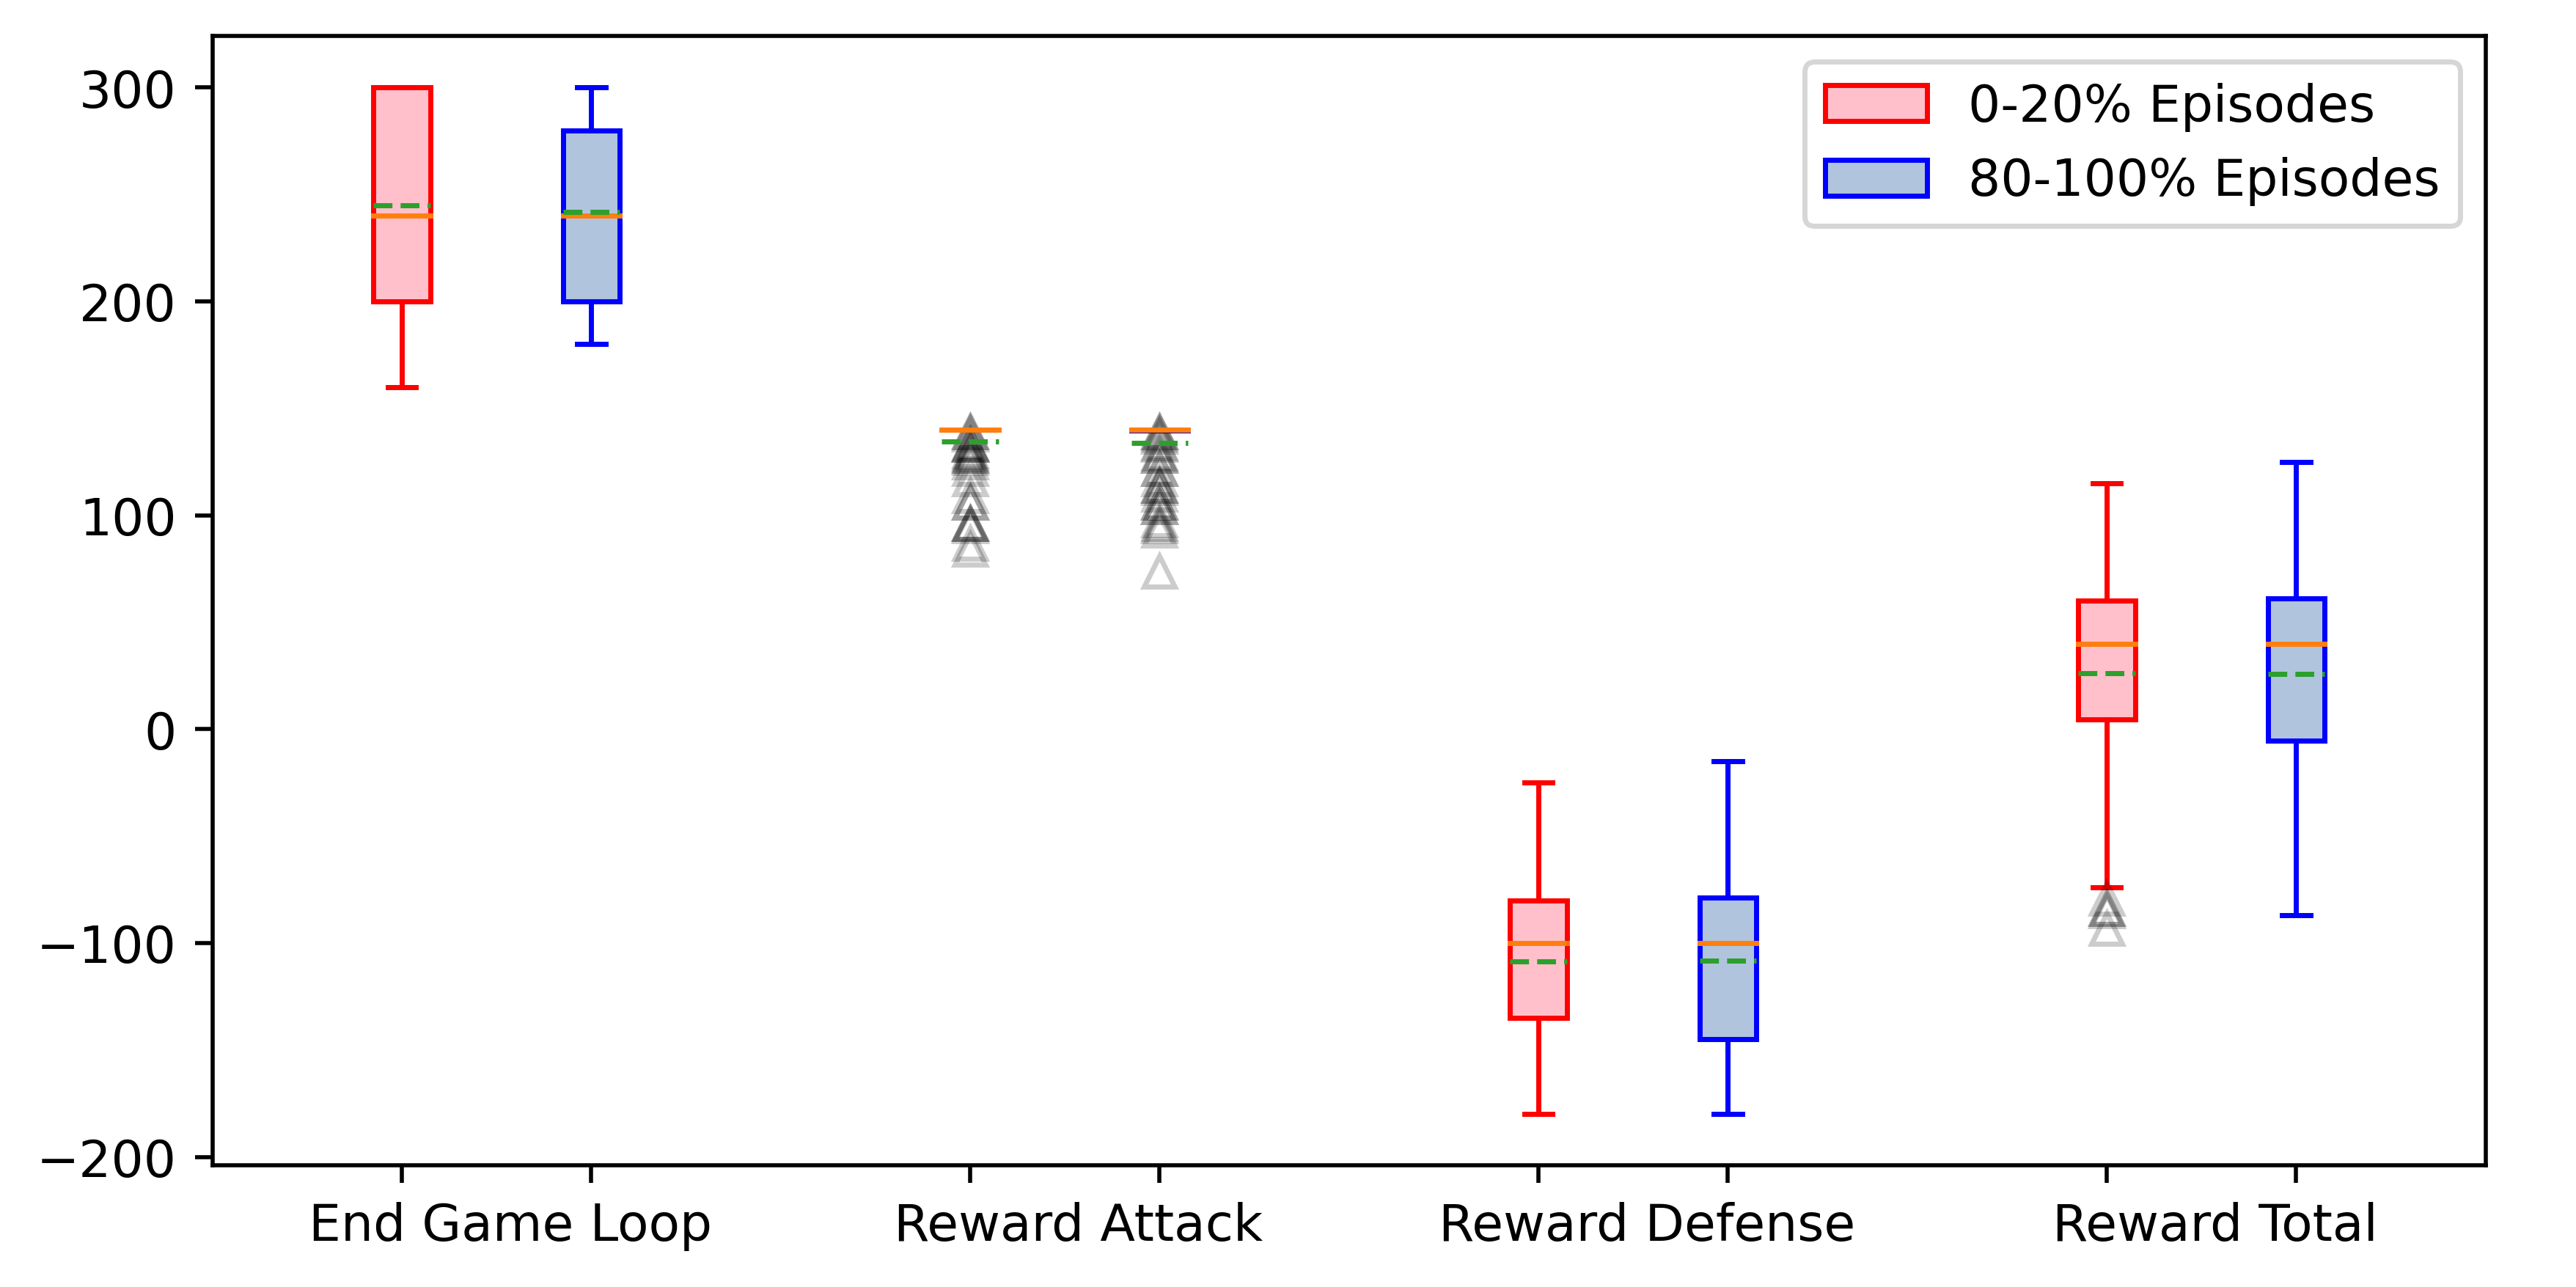 300
200
100
0
−100
−200
End Game Loop
Reward Attack
Reward Defense
Reward Total
0-20% Episodes
80-100% Episodes